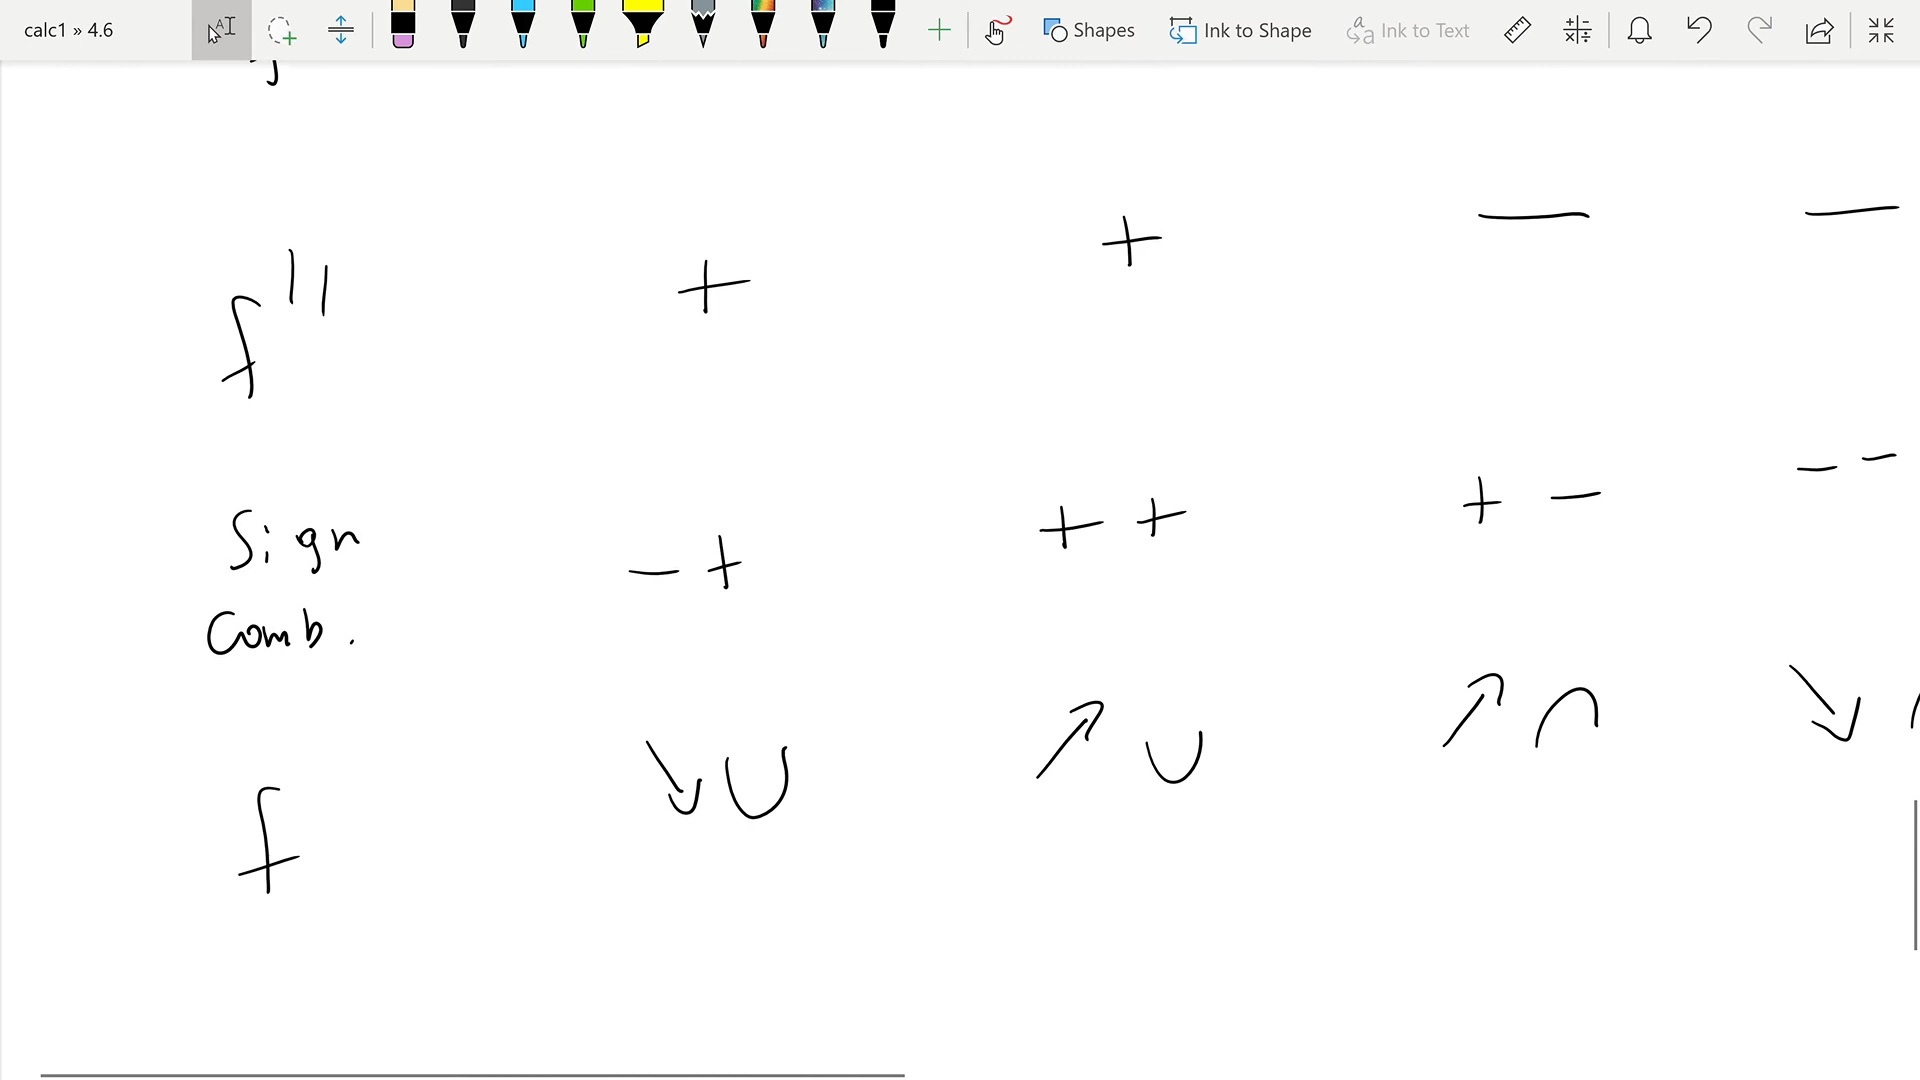 calc1 » 4.6 Shapes Ink to Shape Ink to Text
f'' + + — —
Sign
Comb. − + + + + − − −
f ↘ ∪ ↗ ∪ ↗ ∩ ↘